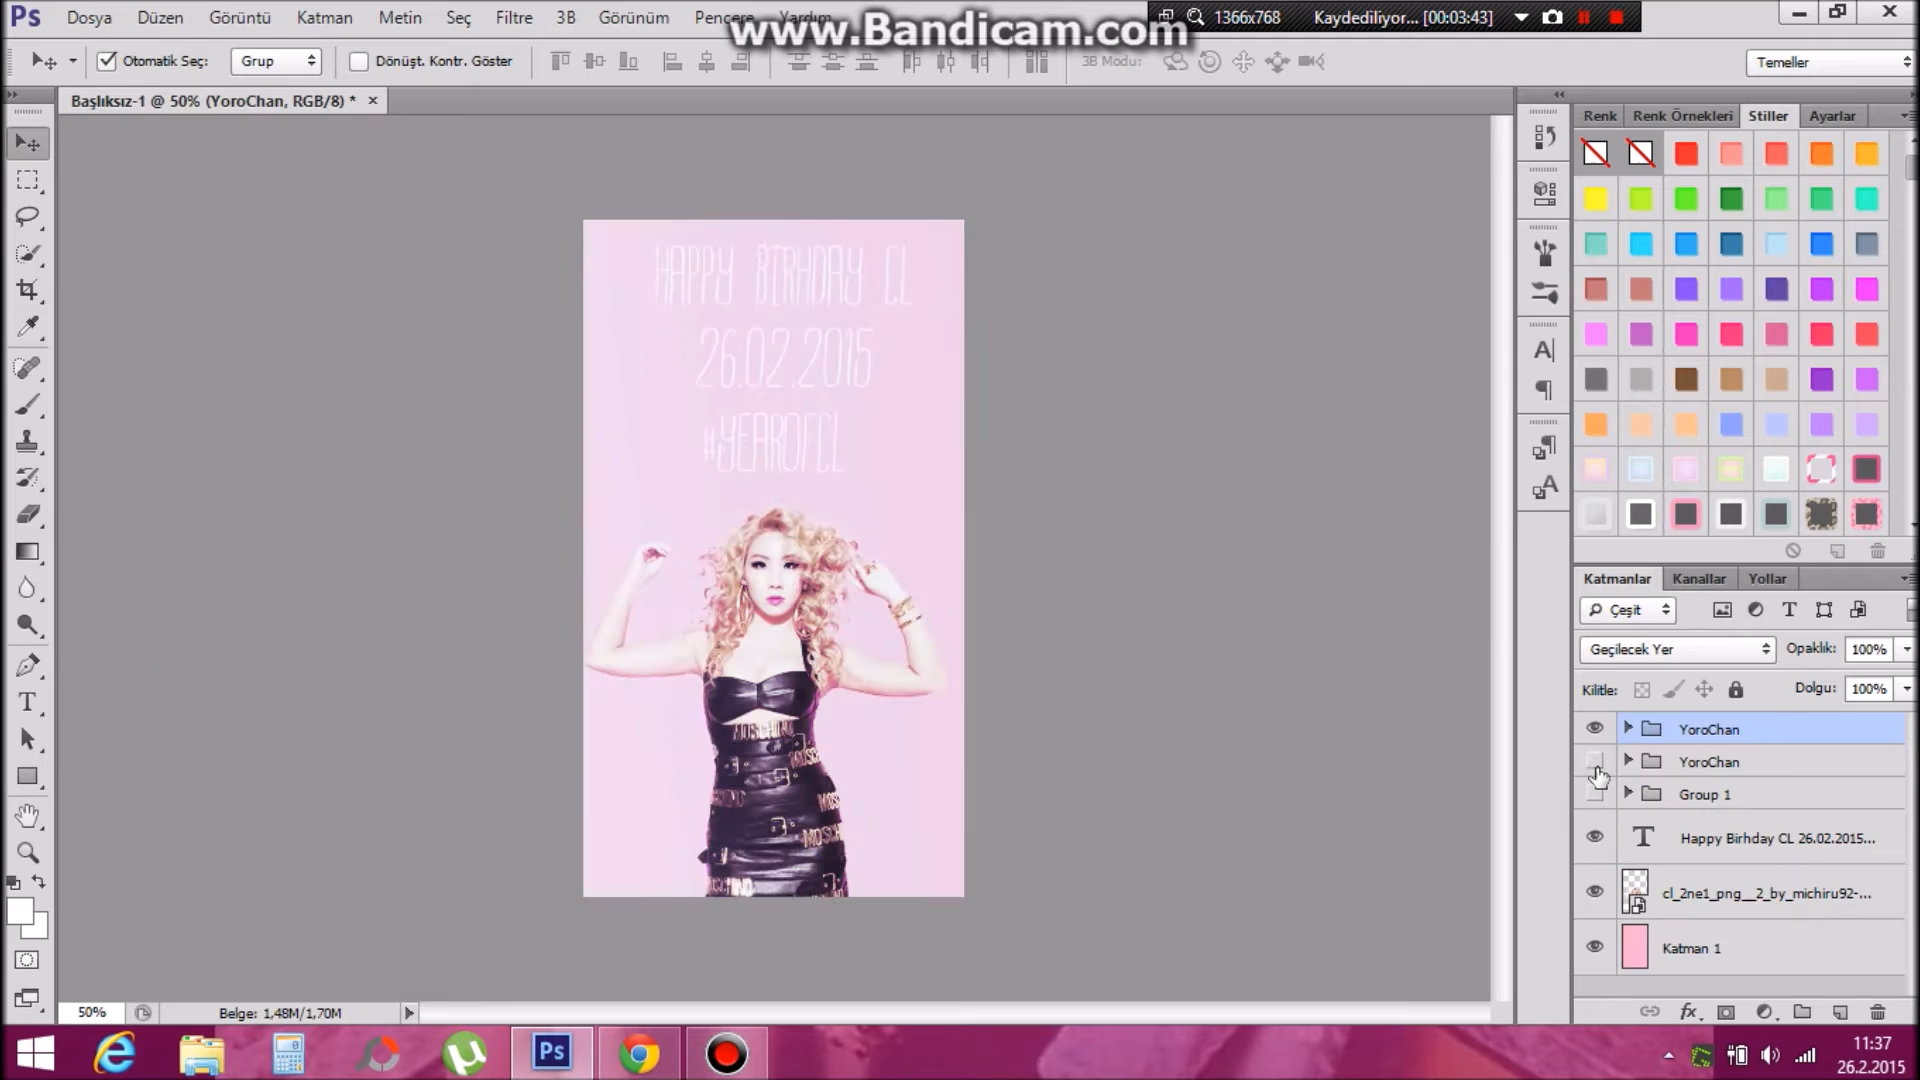 Ps Dosya Düzen Görüntü Katman Metin Seç Filtre 3B Görünüm Pencere Yardım
www.Bandicam.com
1366x768 Kaydediliyor... [00:03:43]
Otomatik Seç: Grup Dönüşt. Kontr. Göster 3B Modu: Temeller
Başlıksız-1 @ 50% (YoroChan, RGB/8) * ×
Renk Renk Örnekleri Stiller Ayarlar
HAPPY BIRHDAY CL
26.02.2015
#YEAROFCL
MOSCHINO
Katmanlar Kanallar Yollar
Çeşit
Geçilecek Yer Opaklık: 100%
Kilitle: Dolgu: 100%
YoroChan
YoroChan
Group 1
Happy Birhday CL 26.02.2015...
cl_2ne1_png__2_by_michiru92-...
Katman 1
50% Belge: 1,48M/1,70M
Ps
11:37
26.2.2015